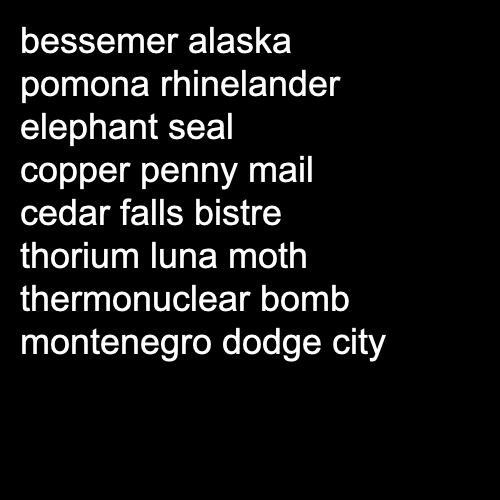 bessemer alaska
pomona rhinelander
elephant seal
copper penny mail
cedar falls bistre
thorium luna moth
thermonuclear bomb
montenegro dodge city